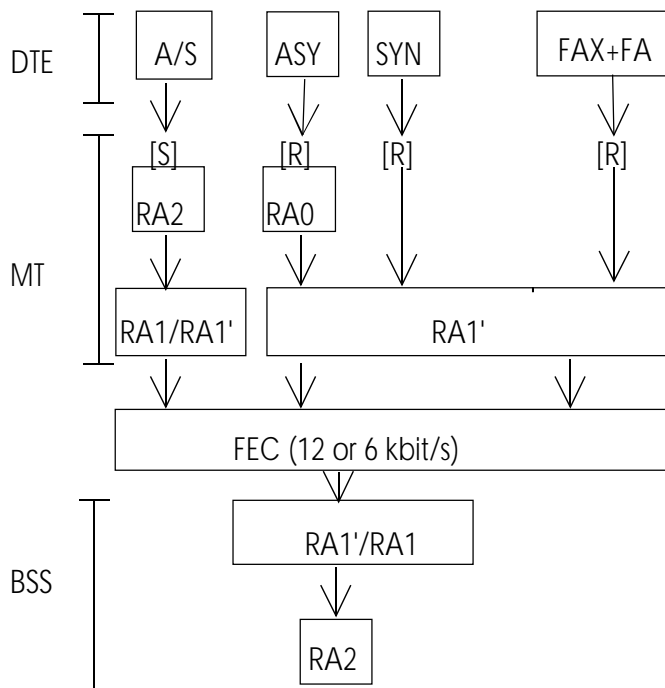 DTE A/S ASY SYN FAX+FA
[S] [R] [R] [R]
RA2 RA0
MT
RA1/RA1' RA1'
FEC (12 or 6 kbit/s)
RA1'/RA1
BSS
RA2